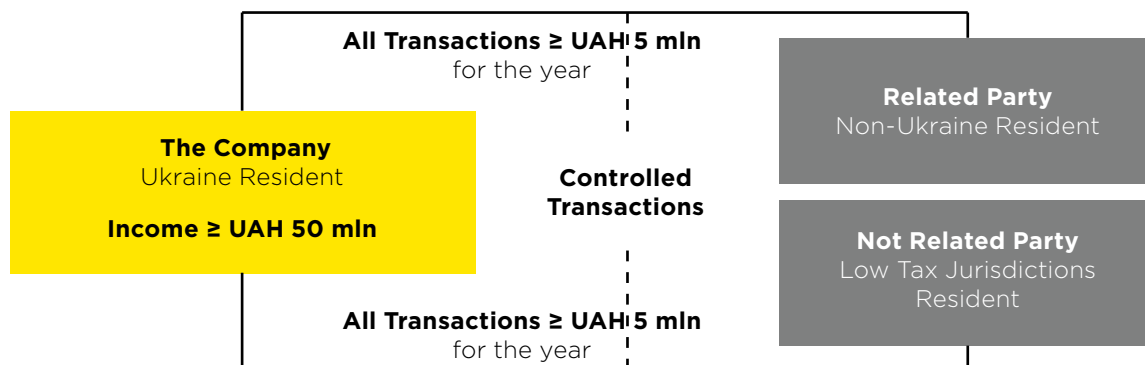 All Transactions ≥ UAH 5 mln
for the year
Related Party
Non-Ukraine Resident
The Company
Ukraine Resident
Income ≥ UAH 50 mln
Controlled
Transactions
Not Related Party
Low Tax Jurisdictions
Resident
All Transactions ≥ UAH 5 mln
for the year